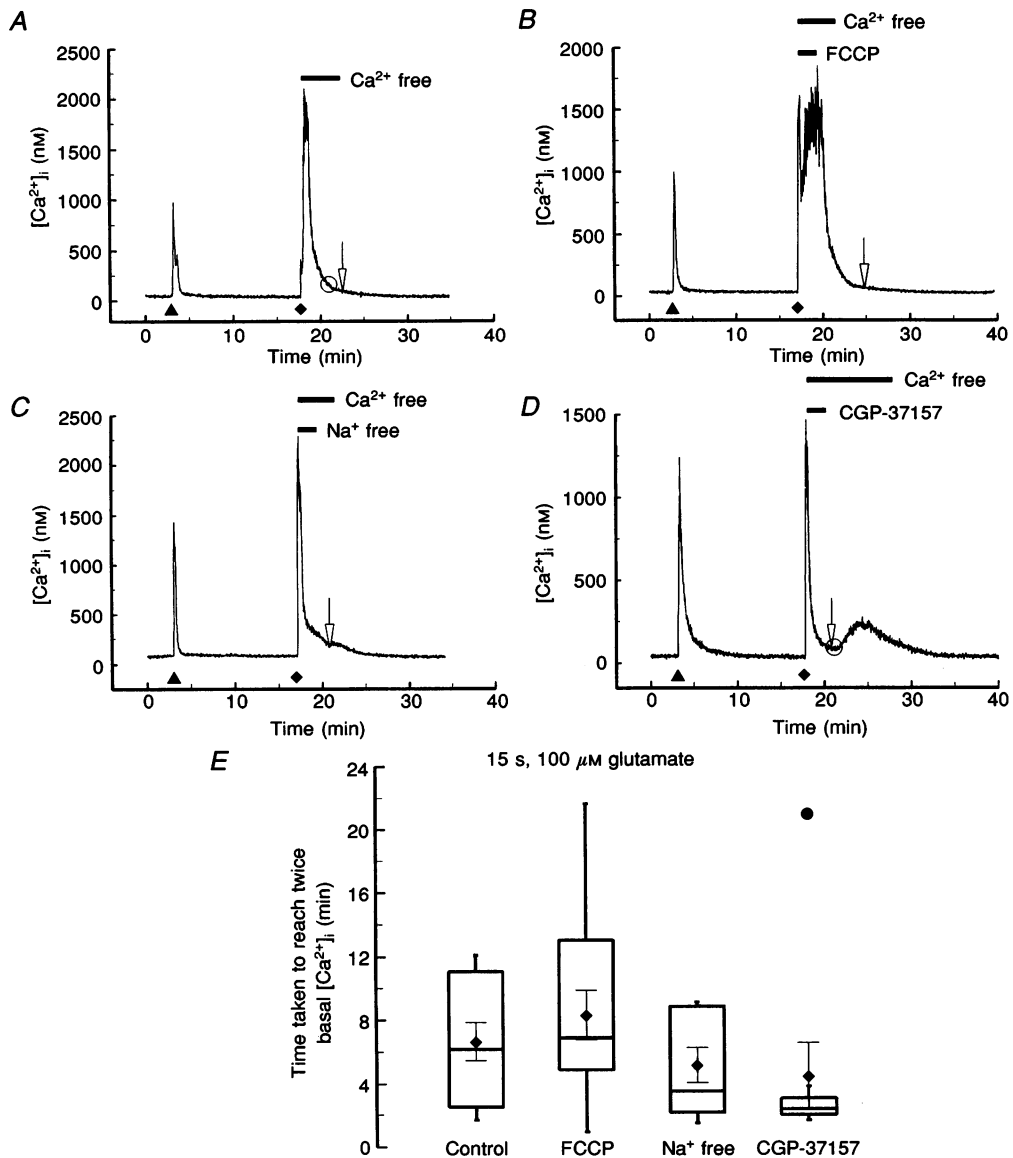 A
Ca²⁺ free
[Ca²⁺]ᵢ (nM)
2500
2000
1500
1000
500
0
0 10 20 30 40
Time (min)
B
Ca²⁺ free
FCCP
[Ca²⁺]ᵢ (nM)
2000
1500
1000
500
0
0 10 20 30 40
Time (min)
C
Ca²⁺ free
Na⁺ free
[Ca²⁺]ᵢ (nM)
2500
2000
1500
1000
500
0
0 10 20 30 40
Time (min)
D
Ca²⁺ free
CGP-37157
[Ca²⁺]ᵢ (nM)
1500
1000
500
0
0 10 20 30 40
Time (min)
E
15 s, 100 μM glutamate
Time taken to reach twice
basal [Ca²⁺]ᵢ (min)
24
20
16
12
8
4
0
Control FCCP Na⁺ free CGP-37157